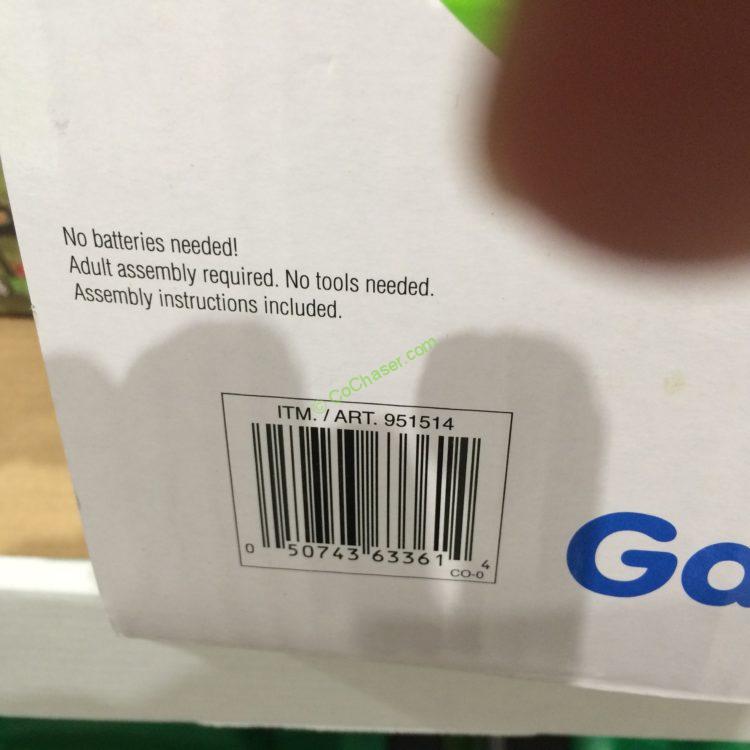 No batteries needed!
Adult assembly required. No tools needed.
Assembly instructions included.
© CoChaser.com
ITM. / ART. 951514
0 50743 63361 4
CO-0